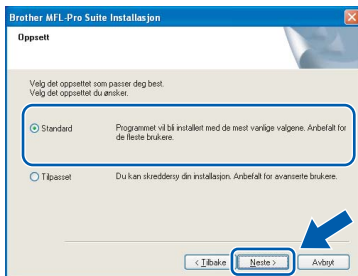 Brother MFL-Pro Suite Installasjon
Oppsett
Velg det oppsettet som passer deg best.
Velg det oppsettet du ønsker.
Standard
Programmet vil bli installert med de mest vanlige valgene. Anbefalt for
de fleste brukere.
Tilpasset
Du kan skreddersy din installasjon. Anbefalt for avanserte brukere.
< Tilbake
Neste >
Avbryt